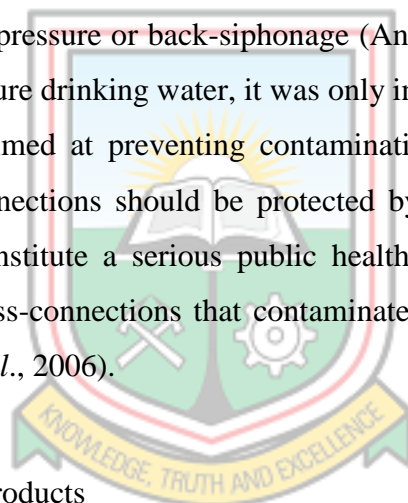 pressure or back-siphonage (An
ure drinking water, it was only in
med at preventing contaminati
nections should be protected by
nstitute a serious public health
ss-connections that contaminate
l., 2006).
KNOWLEDGE, TRUTH AND EXCELLENCE
roducts